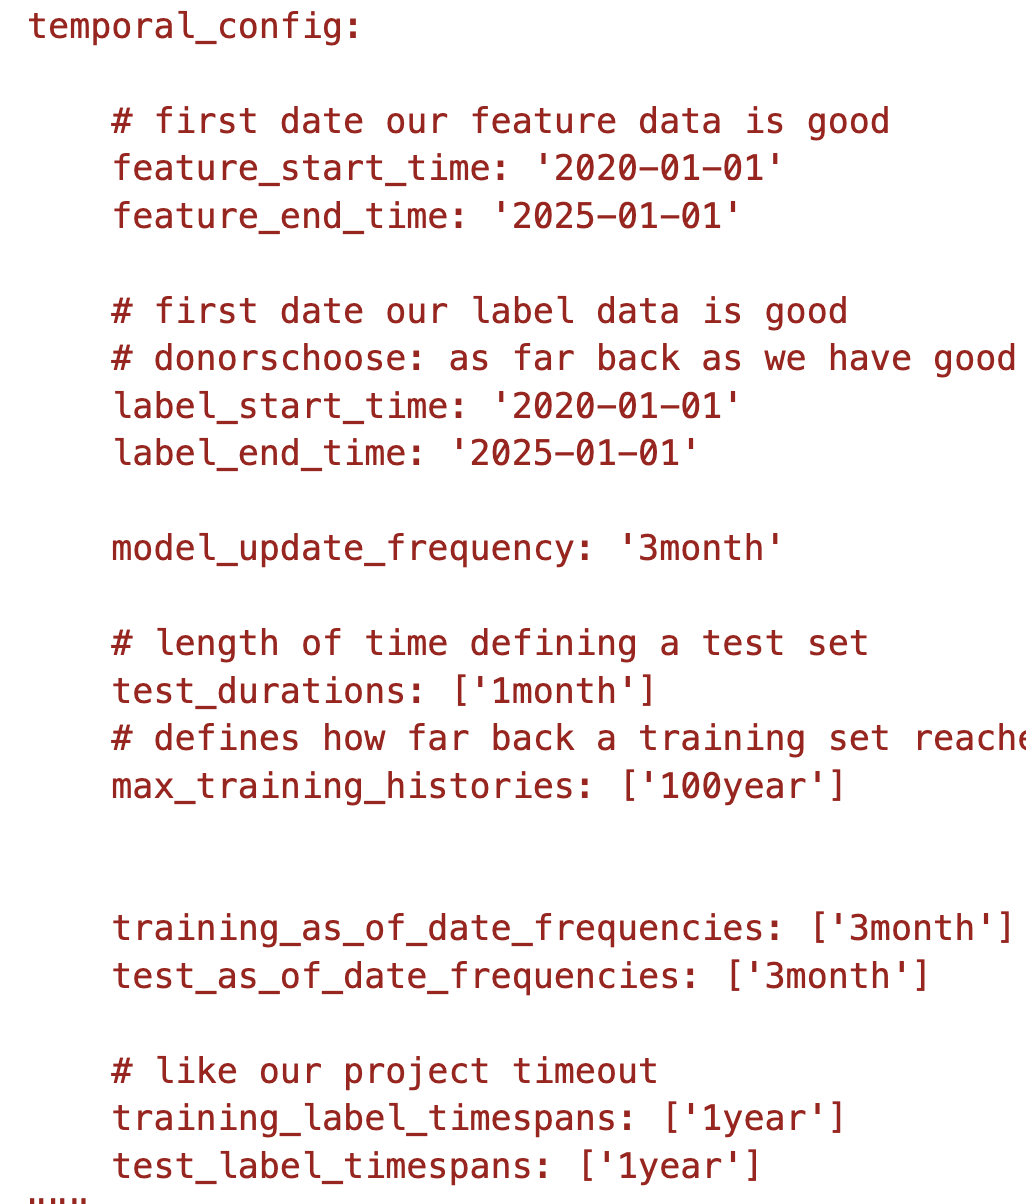 temporal_config:
# first date our feature data is good
feature_start_time: '2020-01-01'
feature_end_time: '2025-01-01'
# first date our label data is good
# donorschoose: as far back as we have good
label_start_time: '2020-01-01'
label_end_time: '2025-01-01'
model_update_frequency: '3month'
# length of time defining a test set
test_durations: ['1month']
# defines how far back a training set
max_training_histories: ['100year']
training_as_of_date_frequencies: ['3month']
test_as_of_date_frequencies: ['3month']
# like our project timeout
training_label_timespans: ['1year']
test_label_timespans: ['1year']